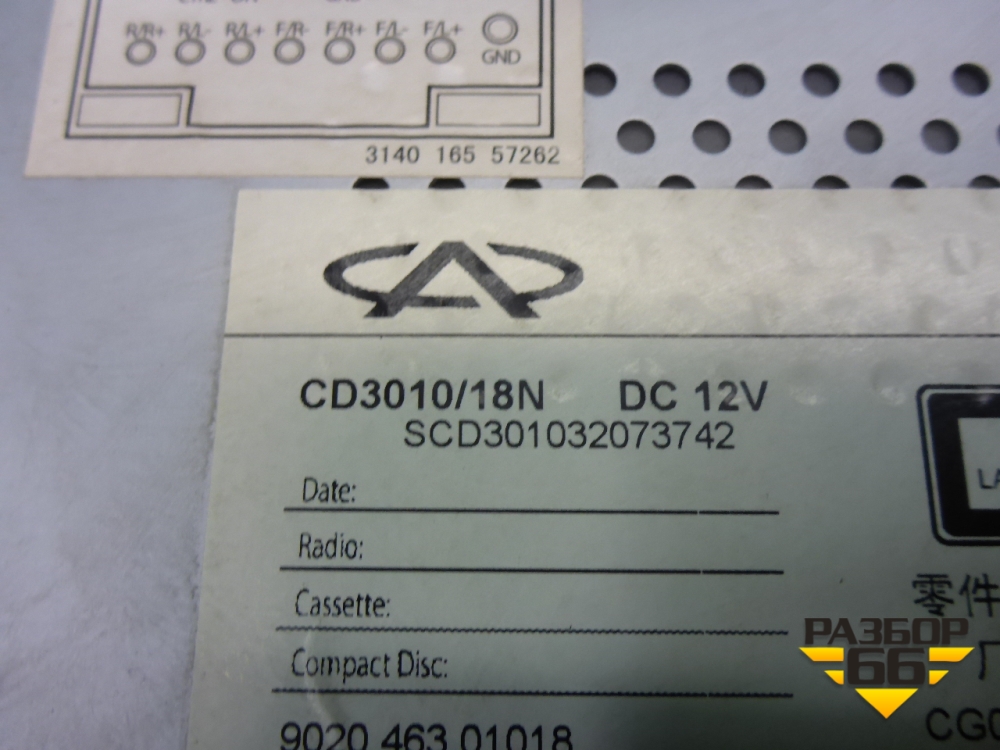 R/R+ R/L- R/L+ F/R- F/R+ F/L- F/L+
GND
3140 165 57262
CD3010/18N DC 12V
SCD301032073742
Date:
Radio:
Cassette:
Compact Disc:
9020 463 01018
零件
厂
РАЗБОР
66